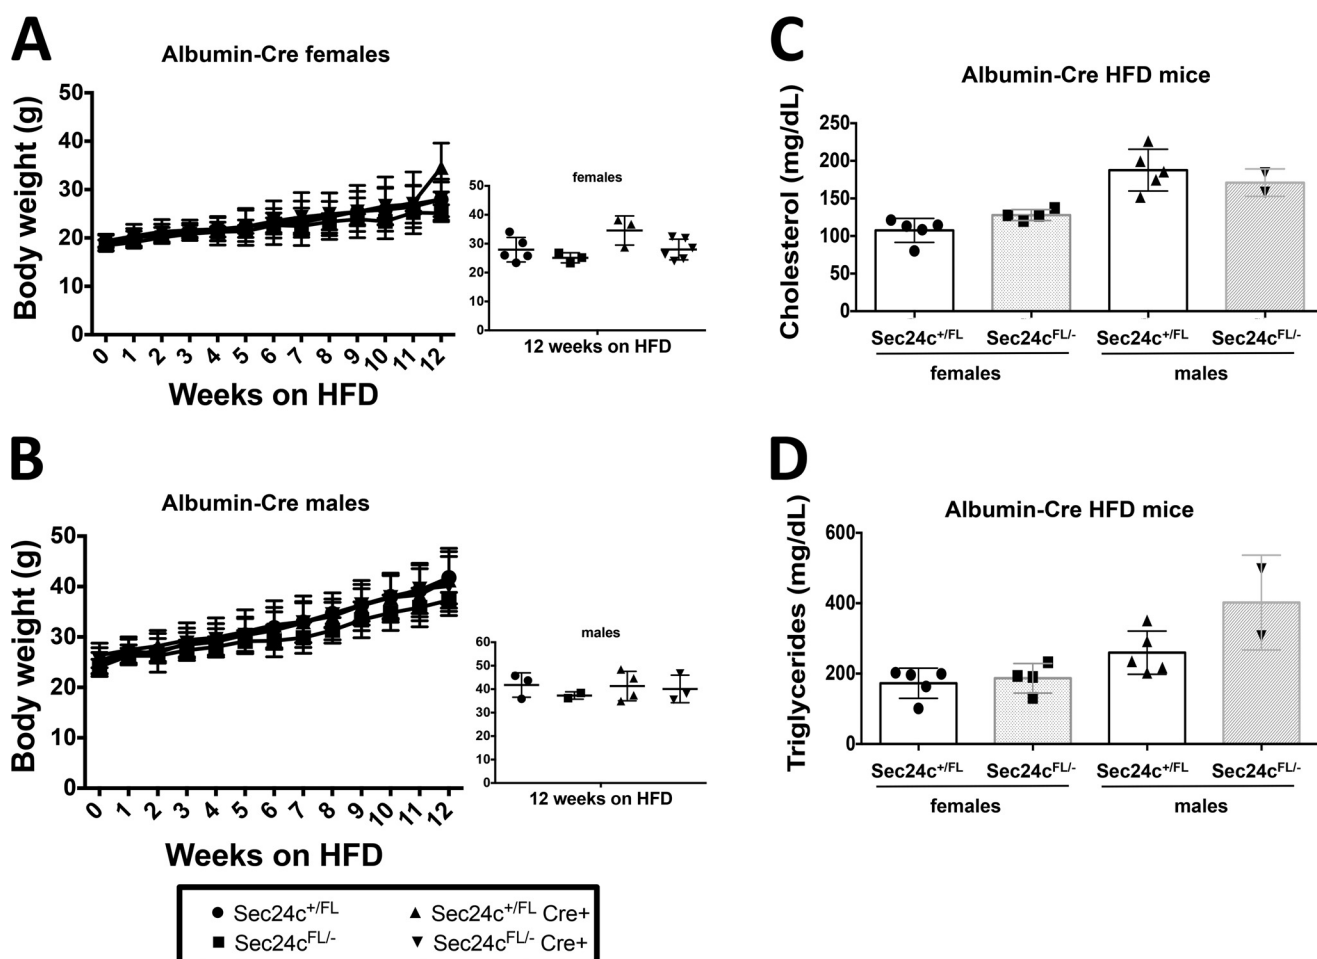 A
Albumin-Cre females
Body weight (g)
50
40
30
20
10
0
0 1 2 3 4 5 6 7 8 9 10 11 12
Weeks on HFD
females
50
40
30
20
10
0
12 weeks on HFD
B
Albumin-Cre males
Body weight (g)
50
40
30
20
10
0
0 1 2 3 4 5 6 7 8 9 10 11 12
Weeks on HFD
males
60
50
40
30
20
10
0
12 weeks on HFD
Sec24c+/FL
Sec24c+/FL Cre+
Sec24cFL/-
Sec24cFL/- Cre+
C
Albumin-Cre HFD mice
Cholesterol (mg/dL)
250
200
150
100
50
0
Sec24c+/FL Sec24cFL/- Sec24c+/FL Sec24cFL/-
females males
D
Albumin-Cre HFD mice
Triglycerides (mg/dL)
600
400
200
0
Sec24c+/FL Sec24cFL/- Sec24c+/FL Sec24cFL/-
females males